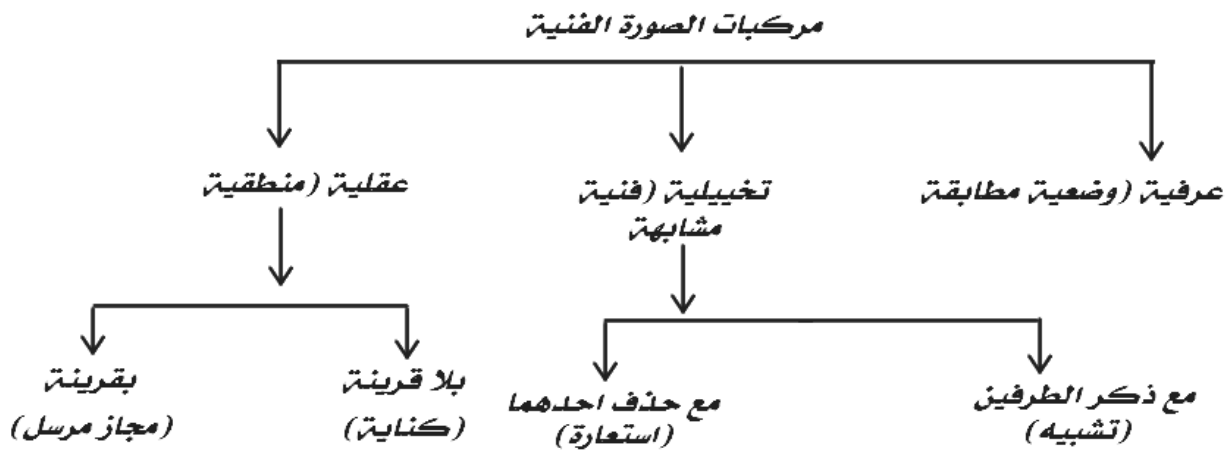 مركبات الصورة الفنية
عرفية (وضعية مطابقة
تخييلية (فنية
مشابهة
عقلية (منطقية
مع ذكر الطرفين
(تشبيه)
مع حذف احدهما
(استعارة)
بلا قرينة
(كناية)
بقرينة
(مجاز مرسل)